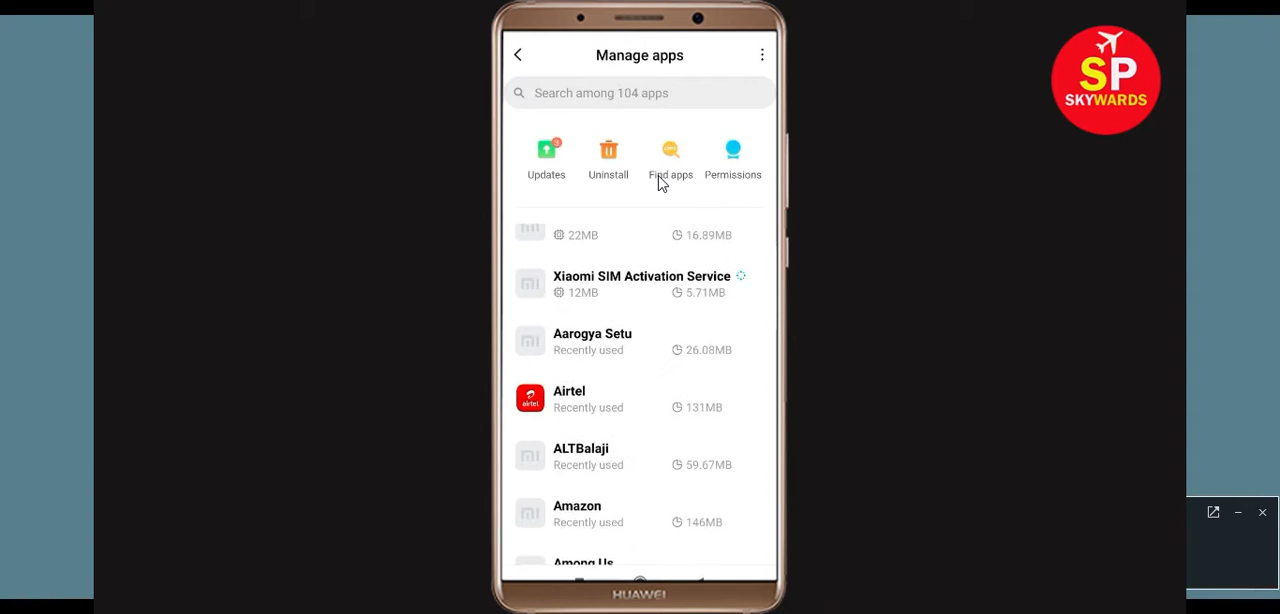 Manage apps
SP
SKYWARDS
Search among 104 apps
3
Updates
Uninstall
Find apps
Permissions
22MB
16.89MB
Xiaomi SIM Activation Service
12MB
5.71MB
Aarogya Setu
Recently used
26.08MB
Airtel
airtel
Recently used
131MB
ALTBalaji
Recently used
59.67MB
Amazon
Recently used
146MB
Among Us
HUAWEI